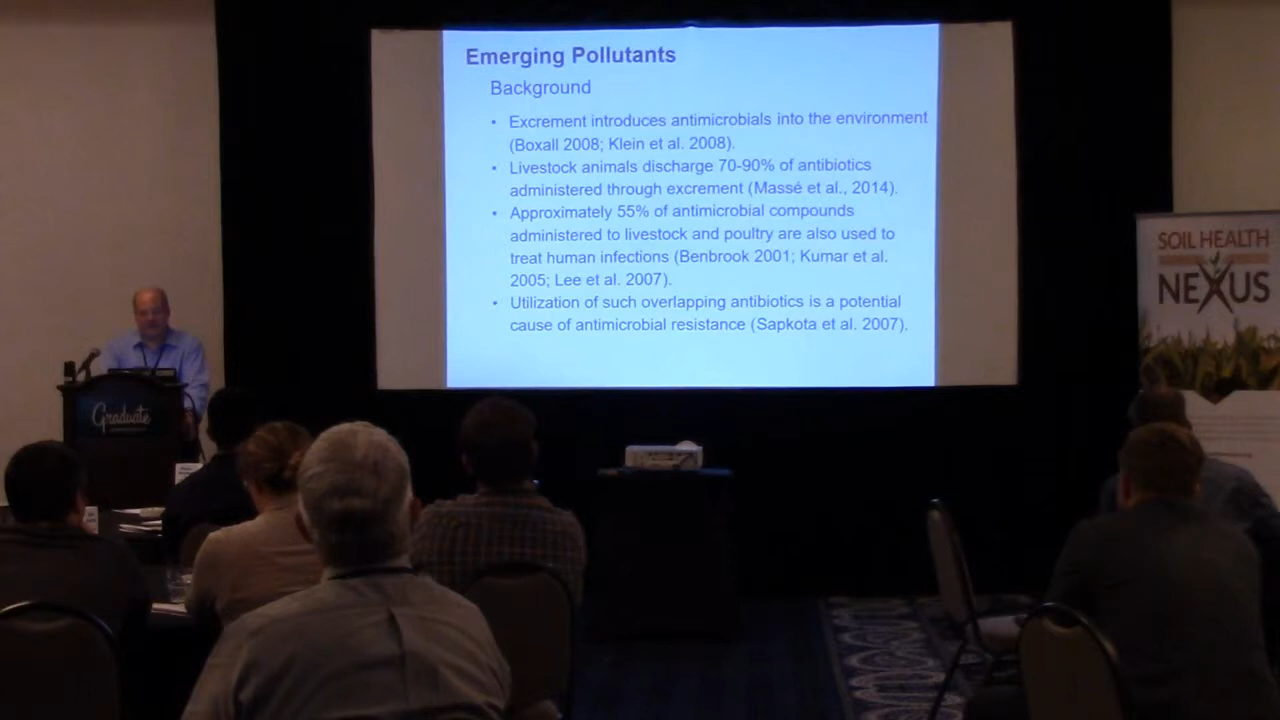 Emerging Pollutants
Background
• Excrement introduces antimicrobials into the environment
(Boxall 2008; Klein et al. 2008).
• Livestock animals discharge 70-90% of antibiotics
administered through excrement (Massé et al., 2014).
• Approximately 55% of antimicrobial compounds
administered to livestock and poultry are also used to
treat human infections (Benbrook 2001; Kumar et al.
2005; Lee et al. 2007).
• Utilization of such overlapping antibiotics is a potential
cause of antimicrobial resistance (Sapkota et al. 2007).
SOIL HEALTH
NEXUS
Graduate